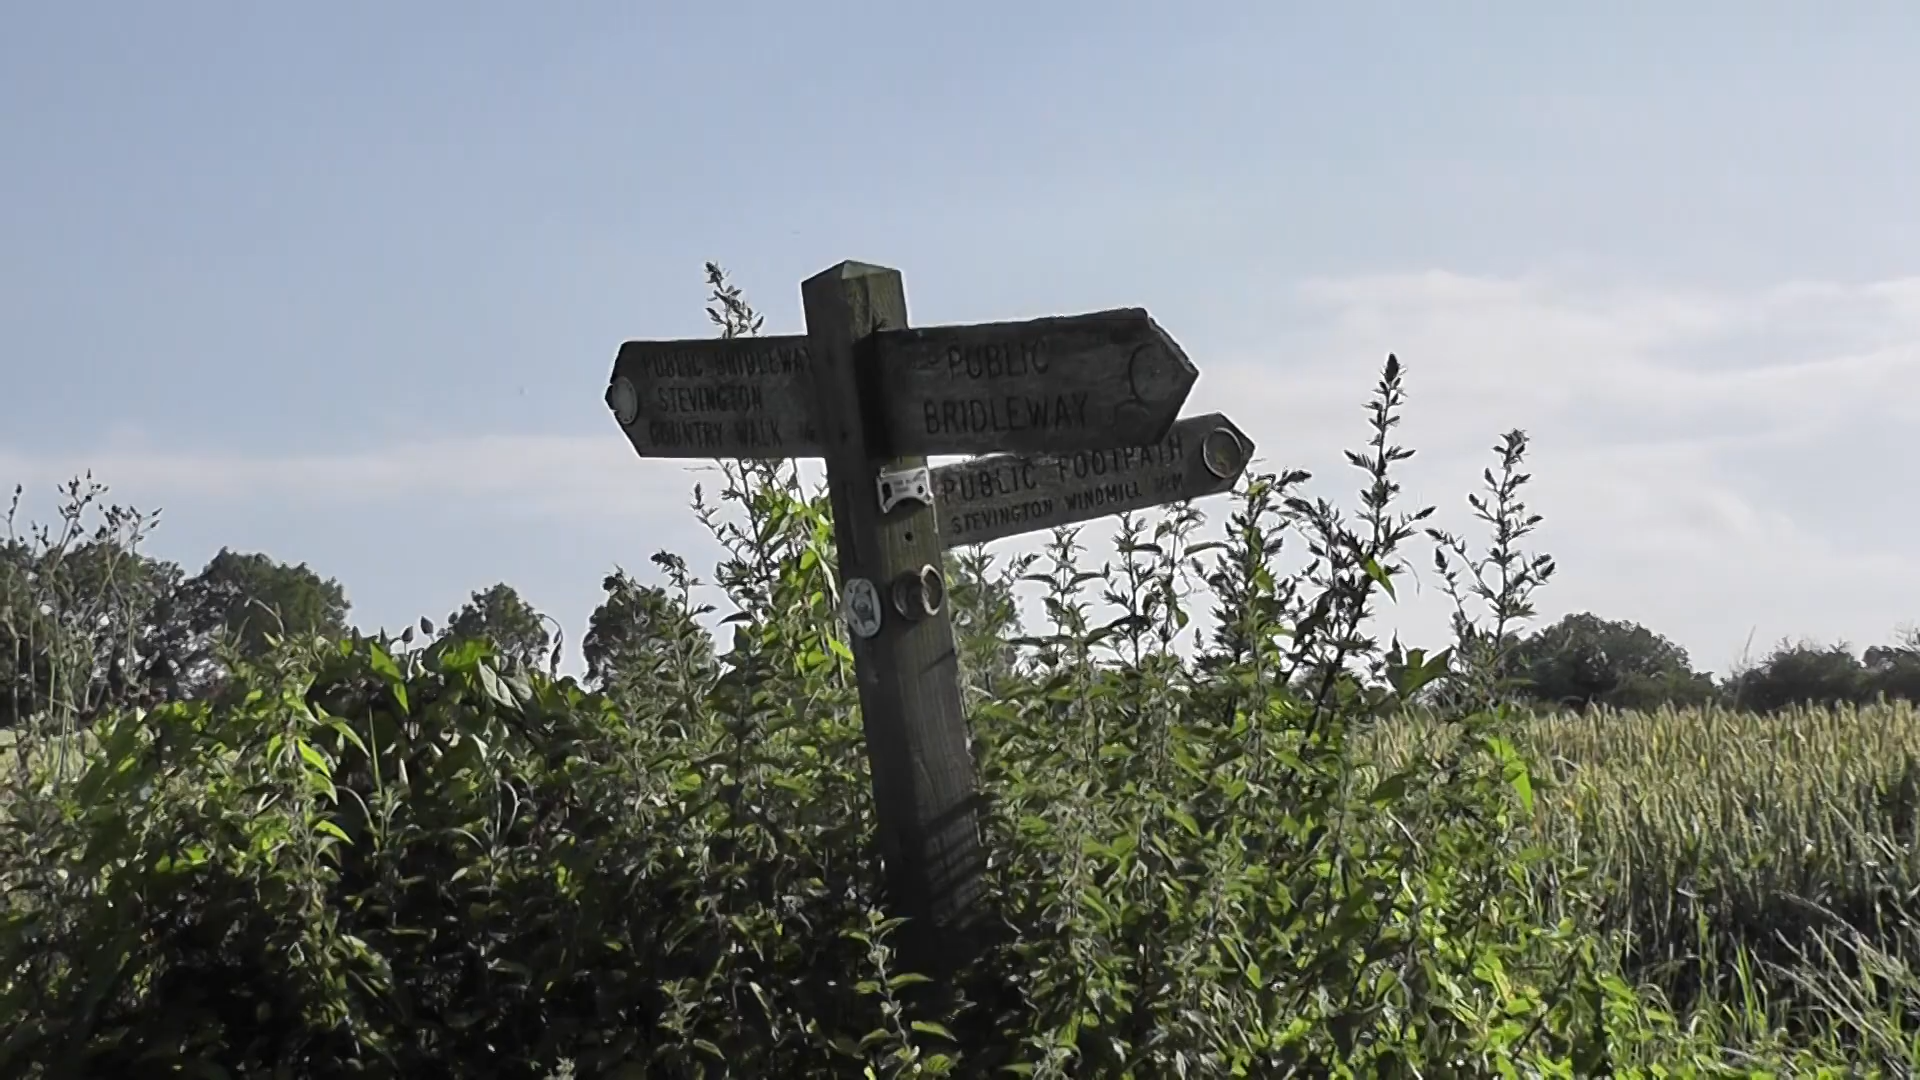 PUBLIC BRIDLEWAY
STEVINGTON
COUNTRY WALK
PUBLIC
BRIDLEWAY
PUBLIC FOOTPATH
STEVINGTON WINDMILL